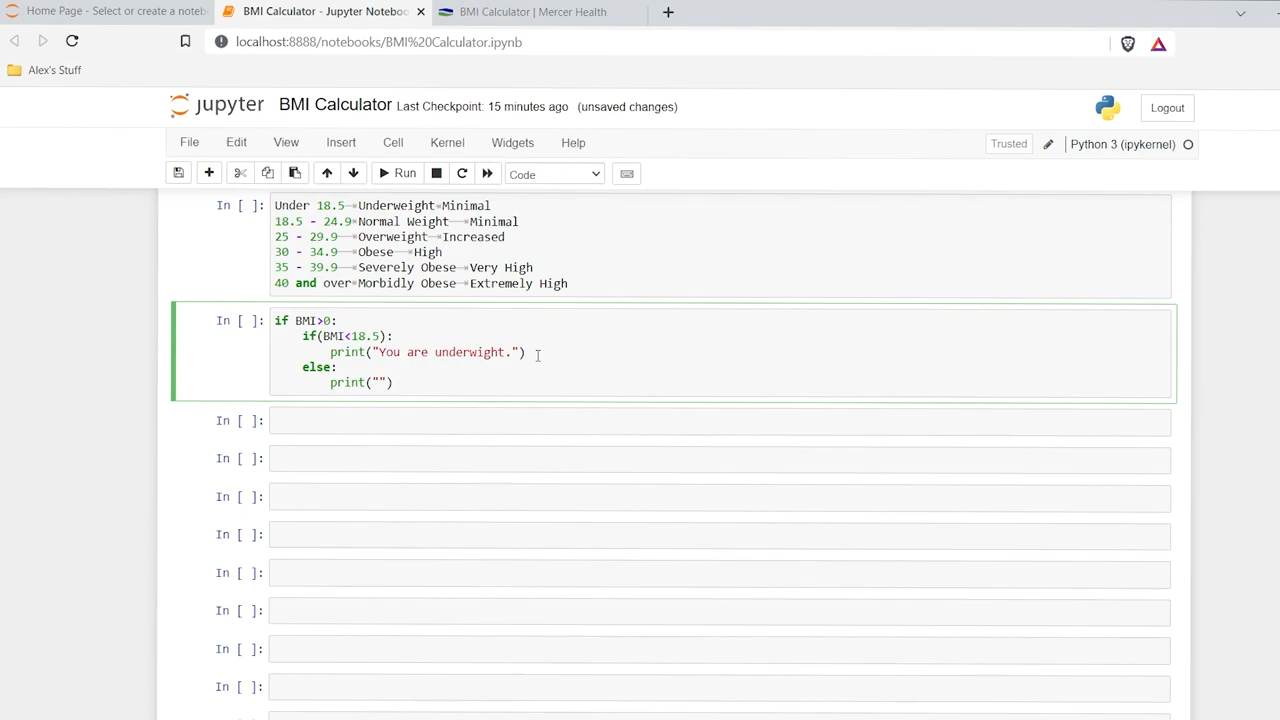 Home Page - Select or create a noteb
BMI Calculator - Jupyter Noteboo
BMI Calculator | Mercer Health
localhost:8888/notebooks/BMI%20Calculator.ipynb
Alex's Stuff
jupyter BMI Calculator Last Checkpoint: 15 minutes ago (unsaved changes)
Logout
File Edit View Insert Cell Kernel Widgets Help
Trusted Python 3 (ipykernel)
Run Code
In [ ]: Under 18.5 Underweight Minimal
18.5 - 24.9 Normal Weight Minimal
25 - 29.9 Overweight Increased
30 - 34.9 Obese High
35 - 39.9 Severely Obese Very High
40 and over Morbidly Obese Extremely High
In [ ]: if BMI>0:
if(BMI<18.5):
print("You are underwight.")
else:
print("")
In [ ]:
In [ ]:
In [ ]:
In [ ]:
In [ ]:
In [ ]:
In [ ]:
In [ ]: